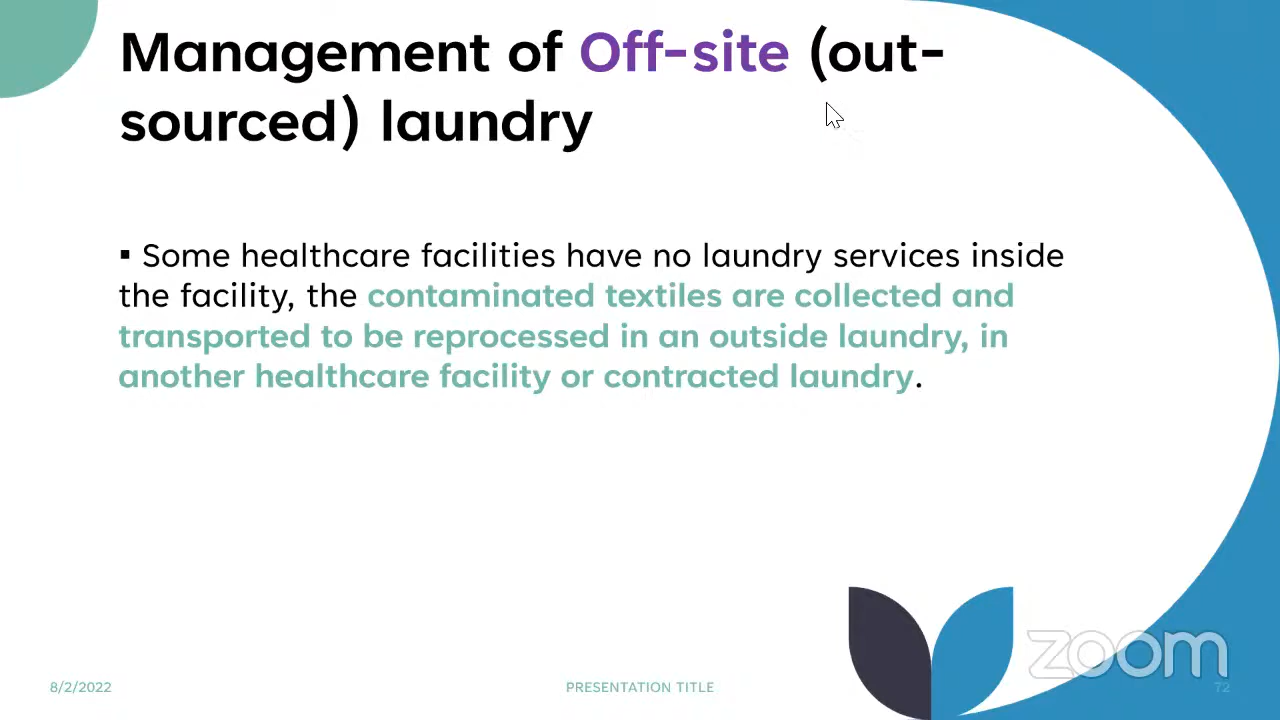 Management of Off-site (out-
sourced) laundry
▪ Some healthcare facilities have no laundry services inside
the facility, the contaminated textiles are collected and
transported to be reprocessed in an outside laundry, in
another healthcare facility or contracted laundry.
zoom
8/2/2022
PRESENTATION TITLE
72